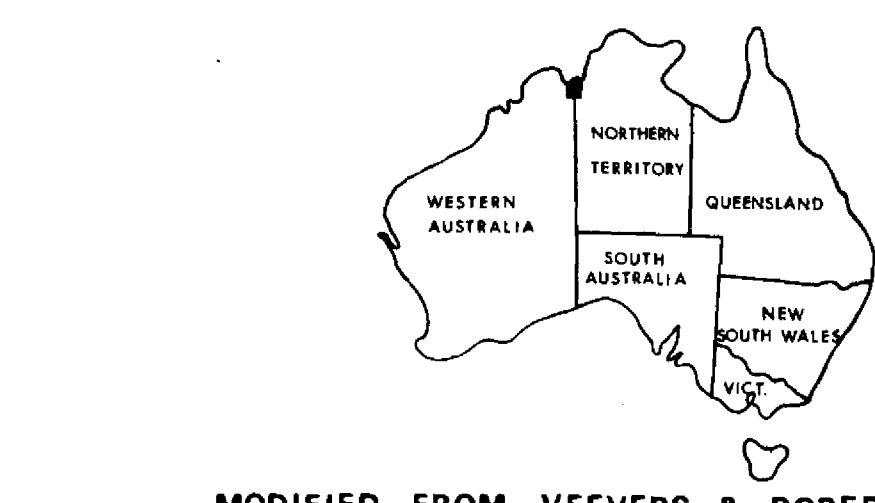 NORTHERN
TERRITORY
WESTERN
AUSTRALIA
QUEENSLAND
SOUTH
AUSTRALIA
NEW
SOUTH WALES
VICT.
MODIFIED FROM VEEVERS &